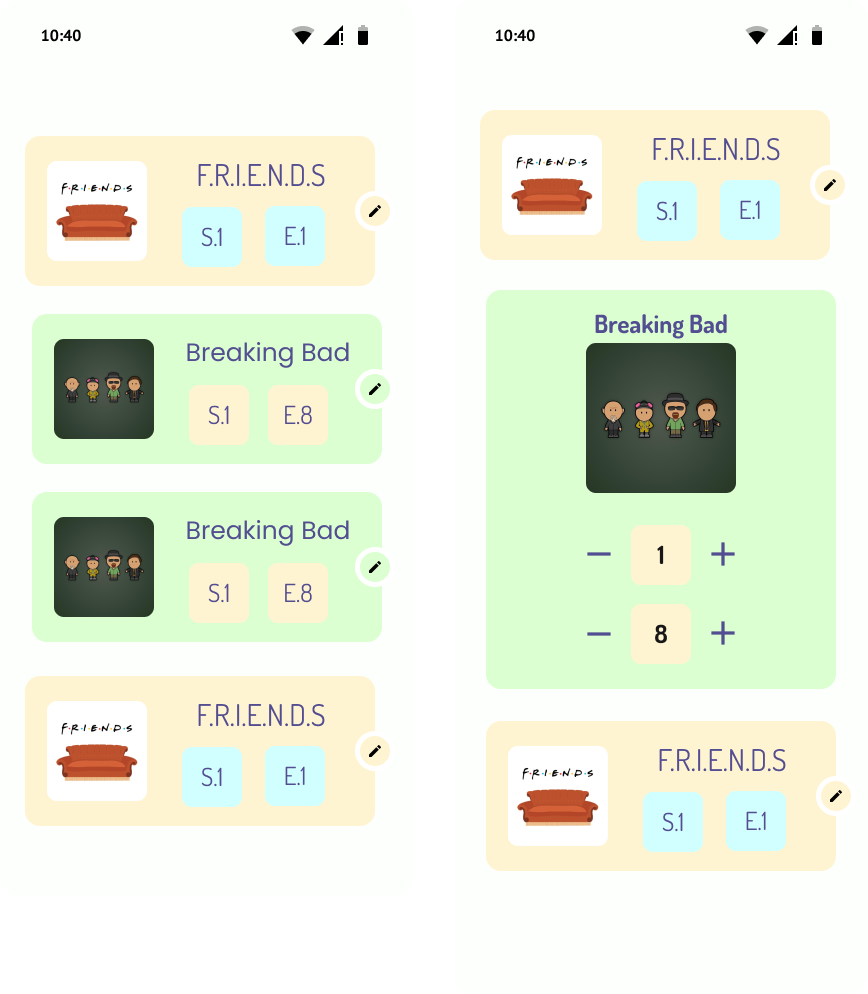 10:40
F.R.I.E.N.D.S
F·R·I·E·N·D·S
S.1 E.1
Breaking Bad
S.1 E.8
Breaking Bad
S.1 E.8
F.R.I.E.N.D.S
F·R·I·E·N·D·S
S.1 E.1
10:40
F.R.I.E.N.D.S
F·R·I·E·N·D·S
S.1 E.1
Breaking Bad
— 1 +
— 8 +
F.R.I.E.N.D.S
F·R·I·E·N·D·S
S.1 E.1